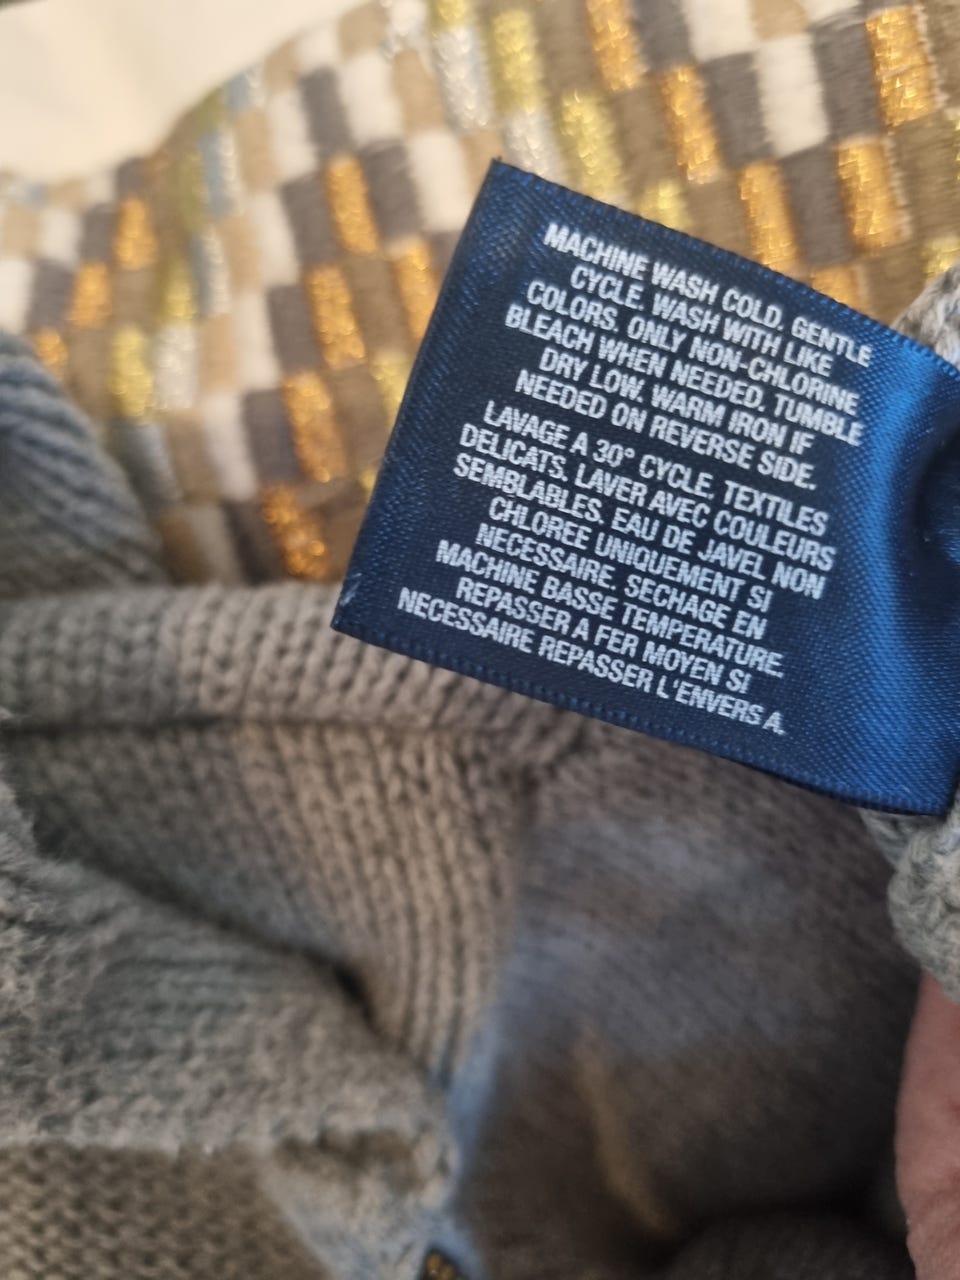 MACHINE WASH COLD. GENTLE
CYCLE. WASH WITH LIKE
COLORS. ONLY NON-CHLORINE
BLEACH WHEN NEEDED. TUMBLE
DRY LOW. WARM IRON IF
NEEDED ON REVERSE SIDE.
LAVAGE A 30° CYCLE. TEXTILES
DELICATS. LAVER AVEC COULEURS
SEMBLABLES. EAU DE JAVEL NON
CHLOREE UNIQUEMENT SI
NECESSAIRE. SECHAGE EN
MACHINE BASSE TEMPERATURE.
REPASSER A FER MOYEN SI
NECESSAIRE REPASSER L'ENVERS A.